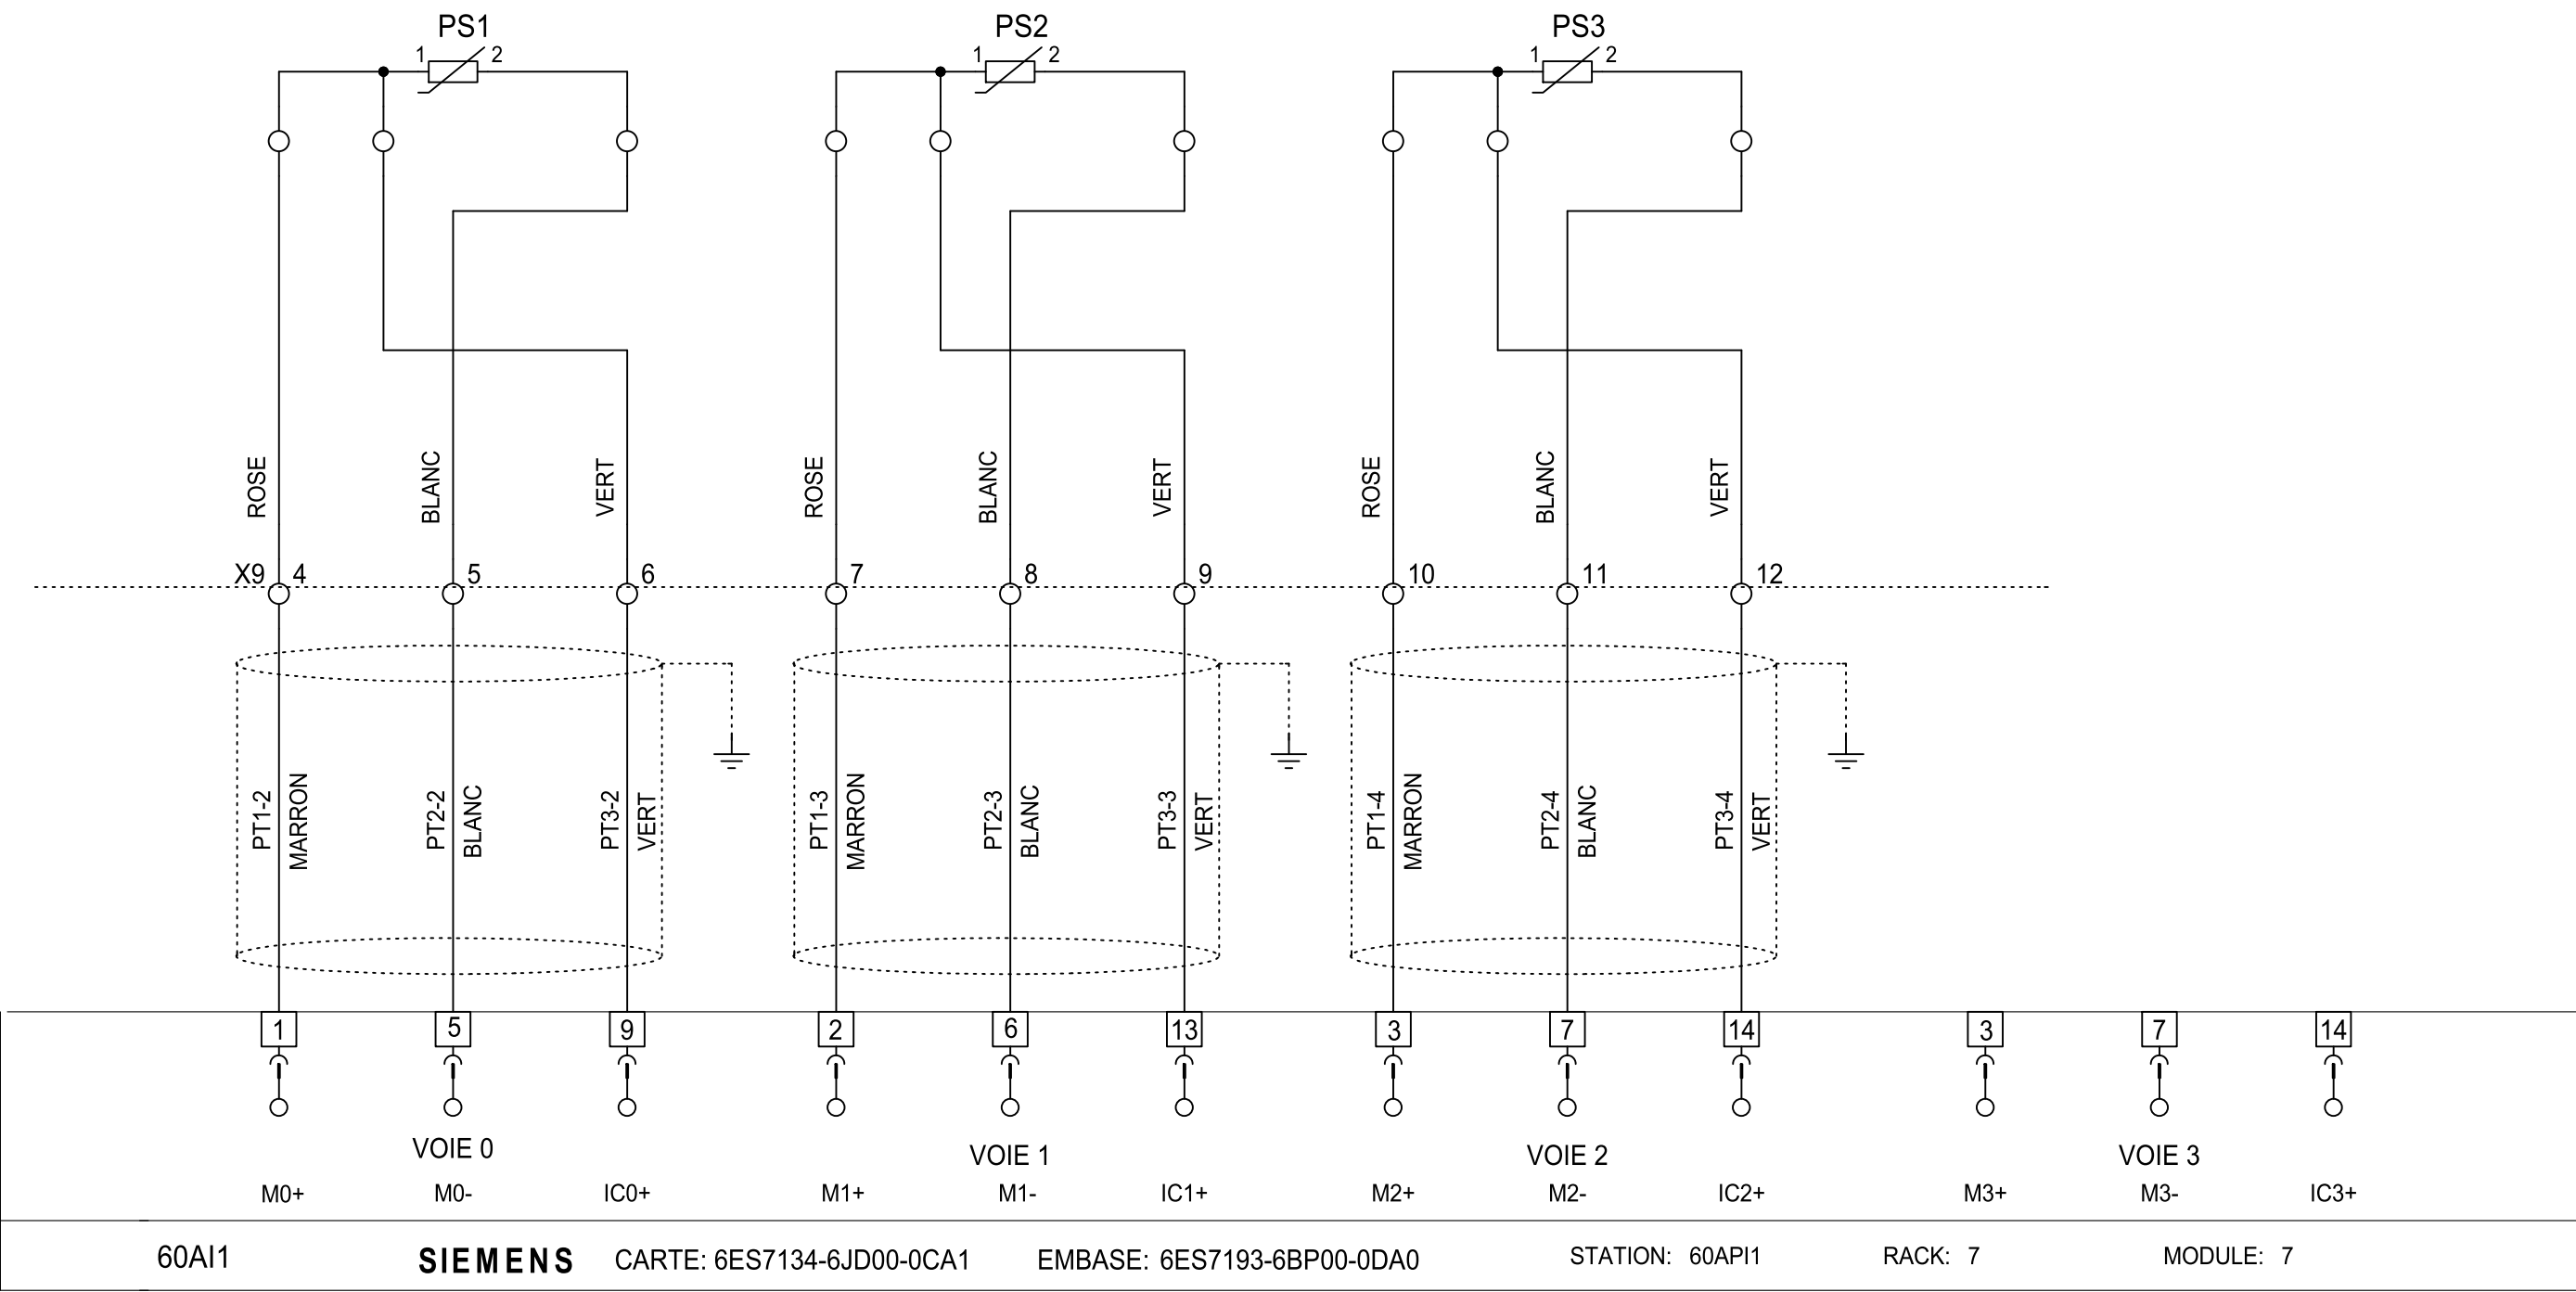 PS1 PS2 PS3
1 2 1 2 1 2
ROSE BLANC VERT ROSE BLANC VERT ROSE BLANC VERT
X9 4 5 6 7 8 9 10 11 12
PT1-2 MARRON PT2-2 BLANC PT3-2 VERT PT1-3 MARRON PT2-3 BLANC PT3-3 VERT PT1-4 MARRON PT2-4 BLANC PT3-4 VERT
1 5 9 2 6 13 3 7 14 3 7 14
VOIE 0 VOIE 1 VOIE 2 VOIE 3
M0+ M0- IC0+ M1+ M1- IC1+ M2+ M2- IC2+ M3+ M3- IC3+
60AI1 SIEMENS CARTE: 6ES7134-6JD00-0CA1 EMBASE: 6ES7193-6BP00-0DA0 STATION: 60API1 RACK: 7 MODULE: 7